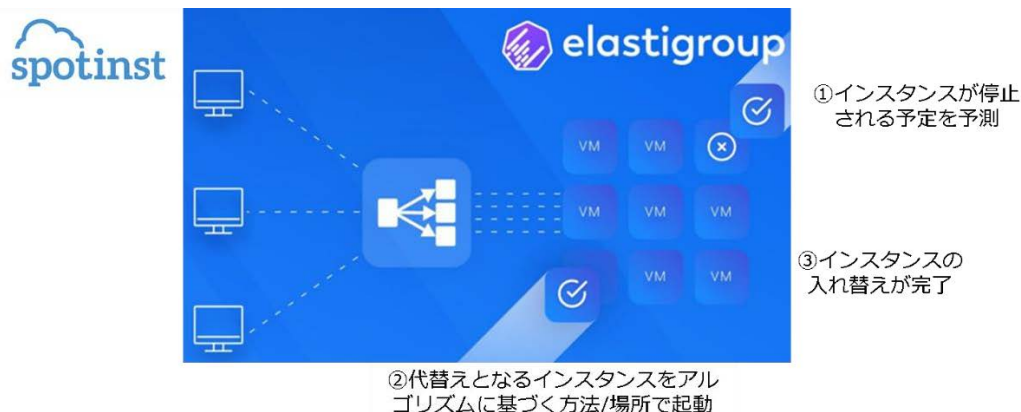 spotinst
elastigroup
①インスタンスが停止
される予定を予測
VM
VM
VM
VM
VM
VM
VM
③インスタンスの
入れ替えが完了
②代替えとなるインスタンスをアル
ゴリズムに基づく方法/場所で起動